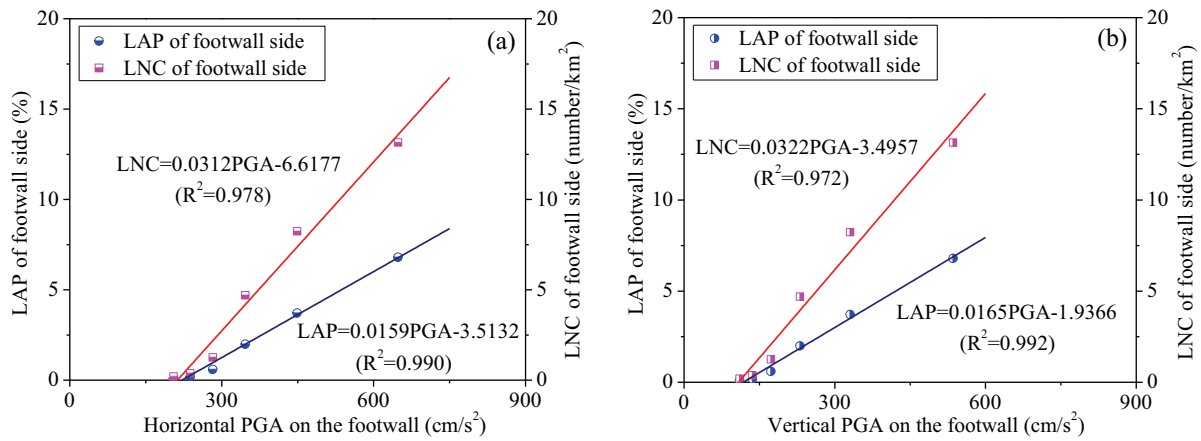 (a)
LAP of footwall side
LNC of footwall side
LNC=0.0312PGA-6.6177
(R²=0.978)
LAP=0.0159PGA-3.5132
(R²=0.990)
20
15
10
5
0
LAP of footwall side (%)
20
15
10
5
0
LNC of footwall side (number/km²)
0 300 600 900
Horizontal PGA on the footwall (cm/s²)
(b)
LAP of footwall side
LNC of footwall side
LNC=0.0322PGA-3.4957
(R²=0.972)
LAP=0.0165PGA-1.9366
(R²=0.992)
20
15
10
5
0
LAP of footwall side (%)
20
15
10
5
0
LNC of footwall side (number/km²)
0 300 600 900
Vertical PGA on the footwall (cm/s²)